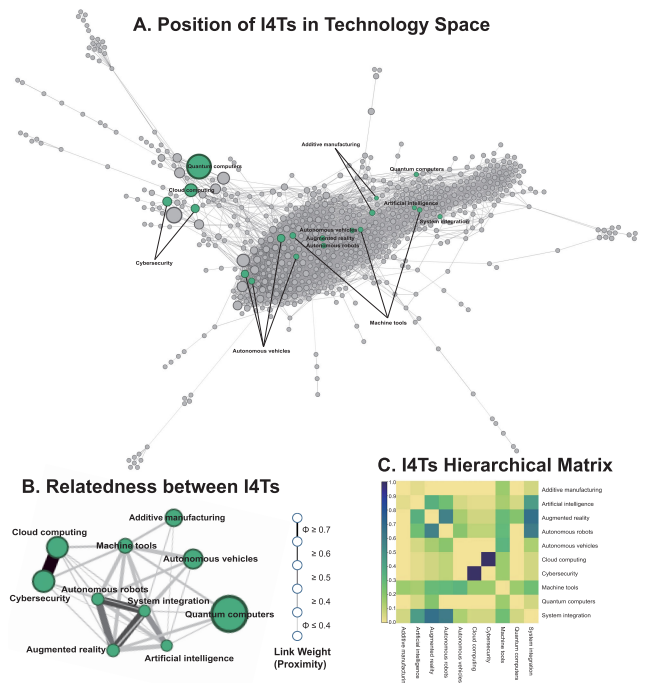 A. Position of I4Ts in Technology Space
Additive manufacturing
Quantum computers
Quantum computers
Cloud computing
Artificial intelligence
System integration
Autonomous vehicles
Augmented reality
Autonomous robots
Cybersecurity
Machine tools
Autonomous vehicles
B. Relatedness between I4Ts
Additive manufacturing
Cloud computing
Machine tools
Autonomous vehicles
Cybersecurity
Autonomous robots
System integration
Quantum computers
Augmented reality
Artificial intelligence
Φ ≥ 0.7
≥ 0.6
≥ 0.5
≥ 0.4
Φ ≤ 0.4
Link Weight
(Proximity)
C. I4Ts Hierarchical Matrix
1.0
0.9
0.8
0.7
0.6
0.5
0.4
0.3
0.2
0.1
0.0
Additive manufacturing
Artificial intelligence
Augmented reality
Autonomous robots
Autonomous vehicles
Cloud computing
Cybersecurity
Machine tools
Quantum computers
System integration
Additive manufacturin
Artificial intelligence
Augmented reality
Autonomous robots
Autonomous vehicles
Cloud computing
Cybersecurity
Machine tools
Quantum computers
System integration